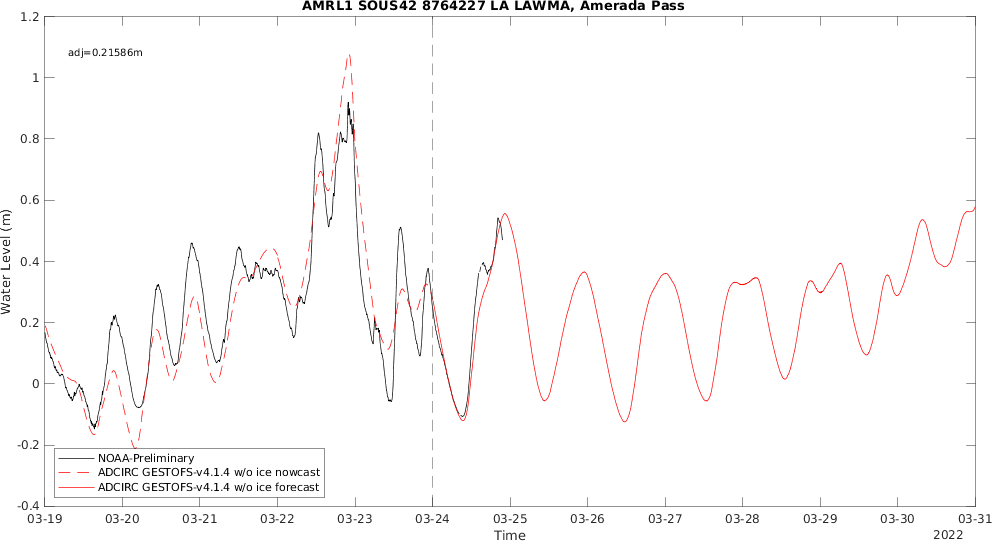 AMRL1 SOUS42 8764227 LA LAWMA, Amerada Pass
adj=0.21586m
Water Level (m)
1.2
1
0.8
0.6
0.4
0.2
0
-0.2
-0.4
NOAA-Preliminary
ADCIRC GESTOFS-v4.1.4 w/o ice nowcast
ADCIRC GESTOFS-v4.1.4 w/o ice forecast
03-19 03-20 03-21 03-22 03-23 03-24 03-25 03-26 03-27 03-28 03-29 03-30 03-31
Time
2022